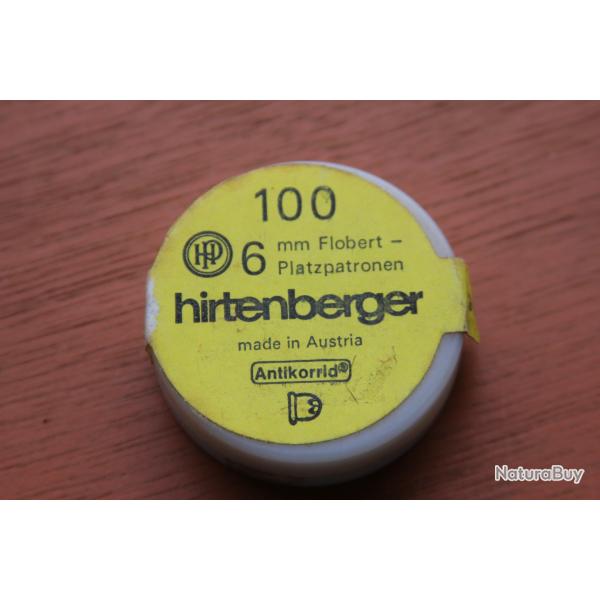 100
HP 6 mm Flobert –
Platzpatronen
hirtenberger
made in Austria
Antikorrid®
NaturaBuy